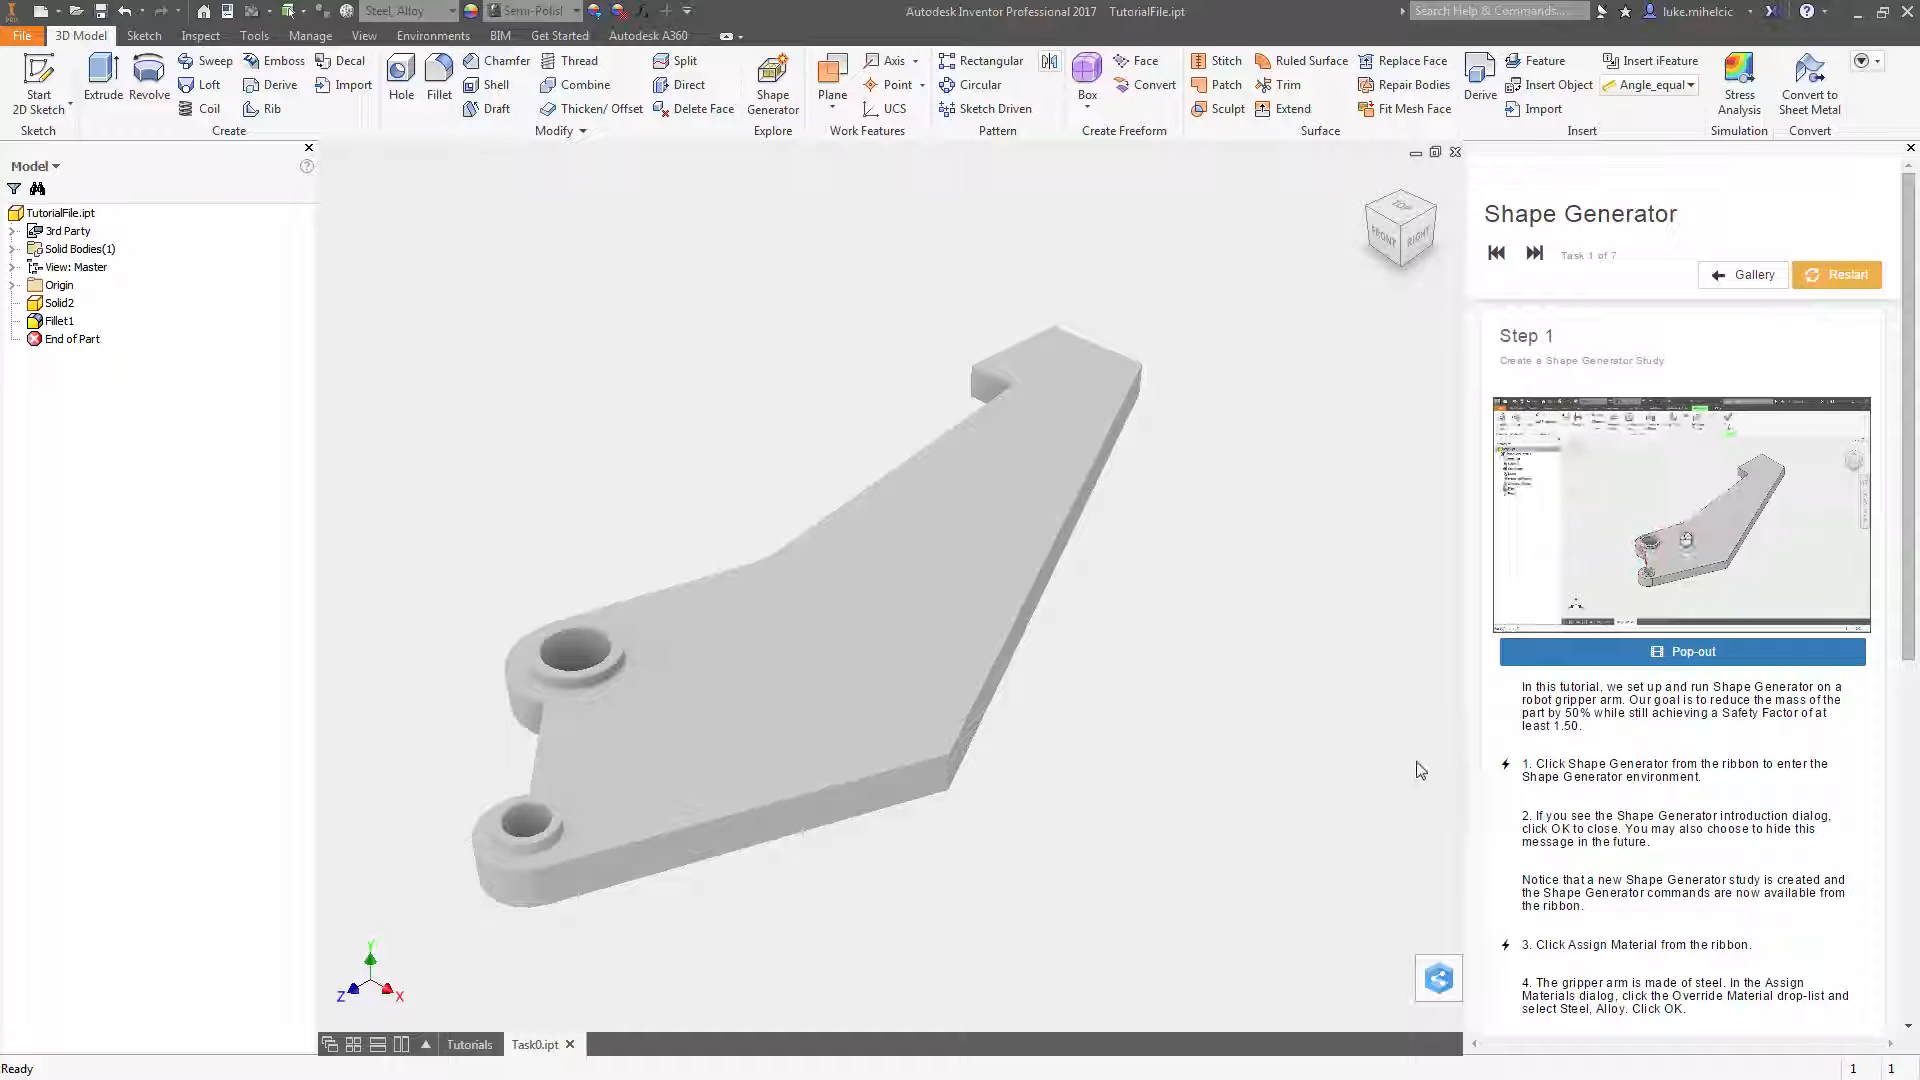 PRO
Steel, Alloy
Semi-Polisl
Autodesk Inventor Professional 2017 TutorialFile.ipt
Search Help & Commands...
luke.mihelcic
File 3D Model Sketch Inspect Tools Manage View Environments BIM Get Started Autodesk A360
Start
2D Sketch
Sketch
Extrude
Revolve
Sweep
Loft
Coil
Emboss
Derive
Rib
Decal
Import
Create
Hole
Fillet
Chamfer
Shell
Draft
Thread
Combine
Thicken/ Offset
Split
Direct
Delete Face
Modify
Shape
Generator
Explore
Plane
Axis
Point
UCS
Work Features
Rectangular
Circular
Sketch Driven
Pattern
Box
Face
Convert
Create Freeform
Stitch
Patch
Sculpt
Ruled Surface
Trim
Extend
Replace Face
Repair Bodies
Fit Mesh Face
Surface
Derive
Feature
Insert Object
Import
Insert iFeature
Angle_equal
Insert
Stress
Analysis
Simulation
Convert to
Sheet Metal
Convert
Model
TutorialFile.ipt
3rd Party
Solid Bodies(1)
View: Master
Origin
Solid2
Fillet1
End of Part
TOP
FRONT
RIGHT
Y
Z
X
Shape Generator
Task 1 of 7
Gallery
Restart
Step 1
Create a Shape Generator Study
Pop-out
In this tutorial, we set up and run Shape Generator on a
robot gripper arm. Our goal is to reduce the mass of the
part by 50% while still achieving a Safety Factor of at
least 1.50.
1. Click Shape Generator from the ribbon to enter the
Shape Generator environment.
2. If you see the Shape Generator introduction dialog,
click OK to close. You may also choose to hide this
message in the future.
Notice that a new Shape Generator study is created and
the Shape Generator commands are now available from
the ribbon.
3. Click Assign Material from the ribbon.
4. The gripper arm is made of steel. In the Assign
Materials dialog, click the Override Material drop-list and
select Steel, Alloy. Click OK.
Tutorials
Task0.ipt
Ready
1 1